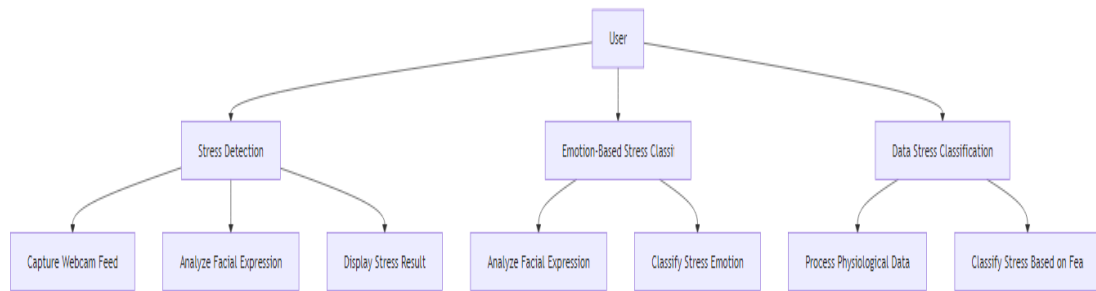 User
Stress Detection
Emotion-Based Stress Classif
Data Stress Classification
Capture Webcam Feed
Analyze Facial Expression
Display Stress Result
Analyze Facial Expression
Classify Stress Emotion
Process Physiological Data
Classify Stress Based on Fea